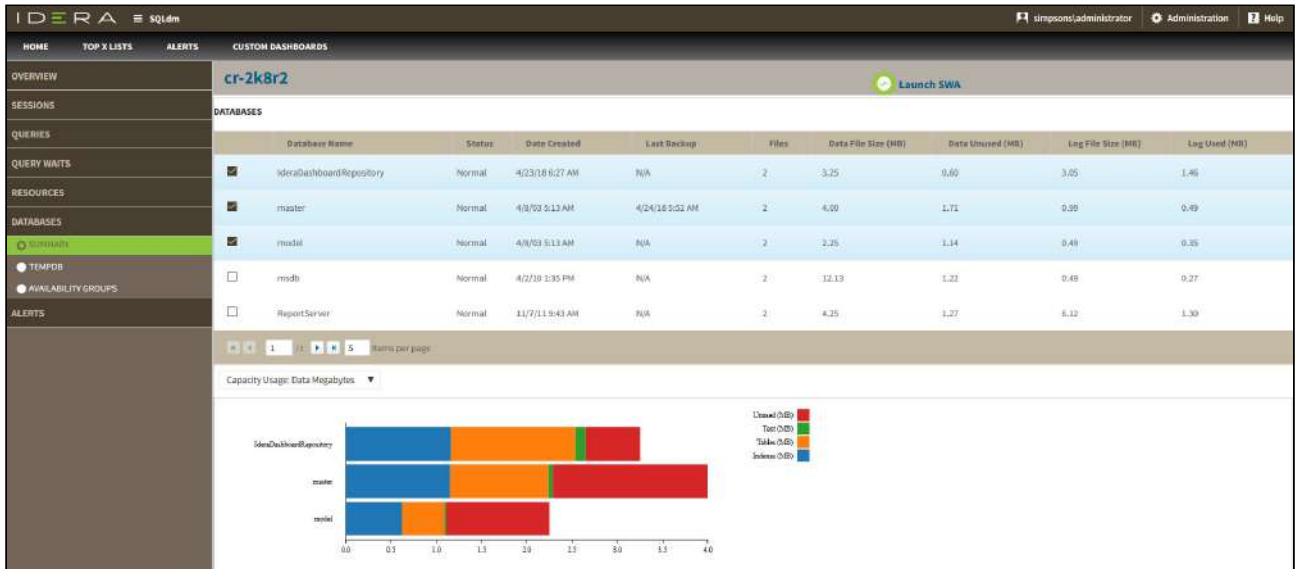 IDERA SQLdm simpsons\administrator Administration Help
HOME TOP X LISTS ALERTS CUSTOM DASHBOARDS
OVERVIEW
SESSIONS
QUERIES
QUERY WAITS
RESOURCES
DATABASES
SUMMARY
TEMPDB
AVAILABILITY GROUPS
ALERTS
cr-2k8r2 Launch SWA
DATABASES
Database Name Status Date Created Last Backup Files Data File Size (MB) Data Unused (MB) Log File Size (MB) Log Used (MB)
IderaDashboardRepository Normal 4/23/18 6:27 AM N/A 2 3.25 0.60 3.05 1.46
master Normal 4/8/03 5:13 AM 4/24/18 5:52 AM 2 4.00 1.71 0.99 0.49
model Normal 4/8/03 5:13 AM N/A 2 2.25 1.14 0.49 0.35
msdb Normal 4/2/10 1:35 PM N/A 2 12.13 1.22 0.49 0.27
ReportServer Normal 11/7/11 9:43 AM N/A 2 4.25 1.27 6.12 1.30
1 5 items per page
Capacity Usage: Data Megabytes
Unused (MB)
Text (MB)
Tables (MB)
Indexes (MB)
IderaDashboardRepository
master
model
0.0 0.5 1.0 1.5 2.0 2.5 3.0 3.5 4.0